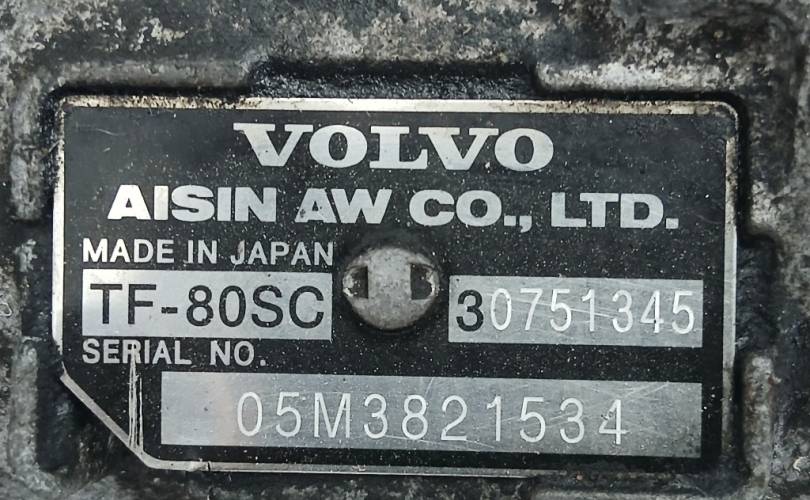 VOLVO
AISIN AW CO., LTD.
MADE IN JAPAN
TF-80SC 30751345
SERIAL NO.
05M3821534